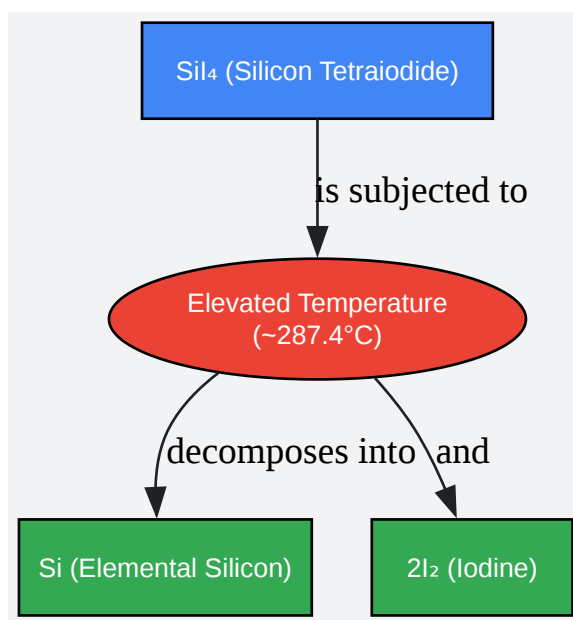 SiI₄ (Silicon Tetraiodide)
is subjected to
Elevated Temperature
(~287.4°C)
decomposes into
and
Si (Elemental Silicon)
2I₂ (Iodine)